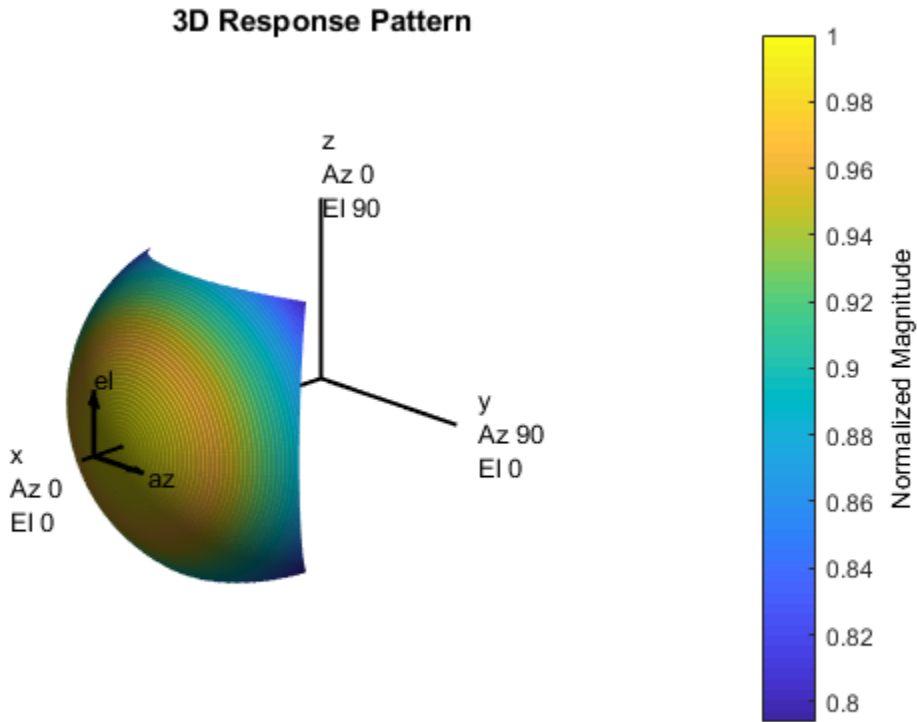 3D Response Pattern
z
Az 0
El 90
el
az
x
Az 0
El 0
y
Az 90
El 0
1
0.98
0.96
0.94
0.92
0.9
0.88
0.86
0.84
0.82
0.8
Normalized Magnitude